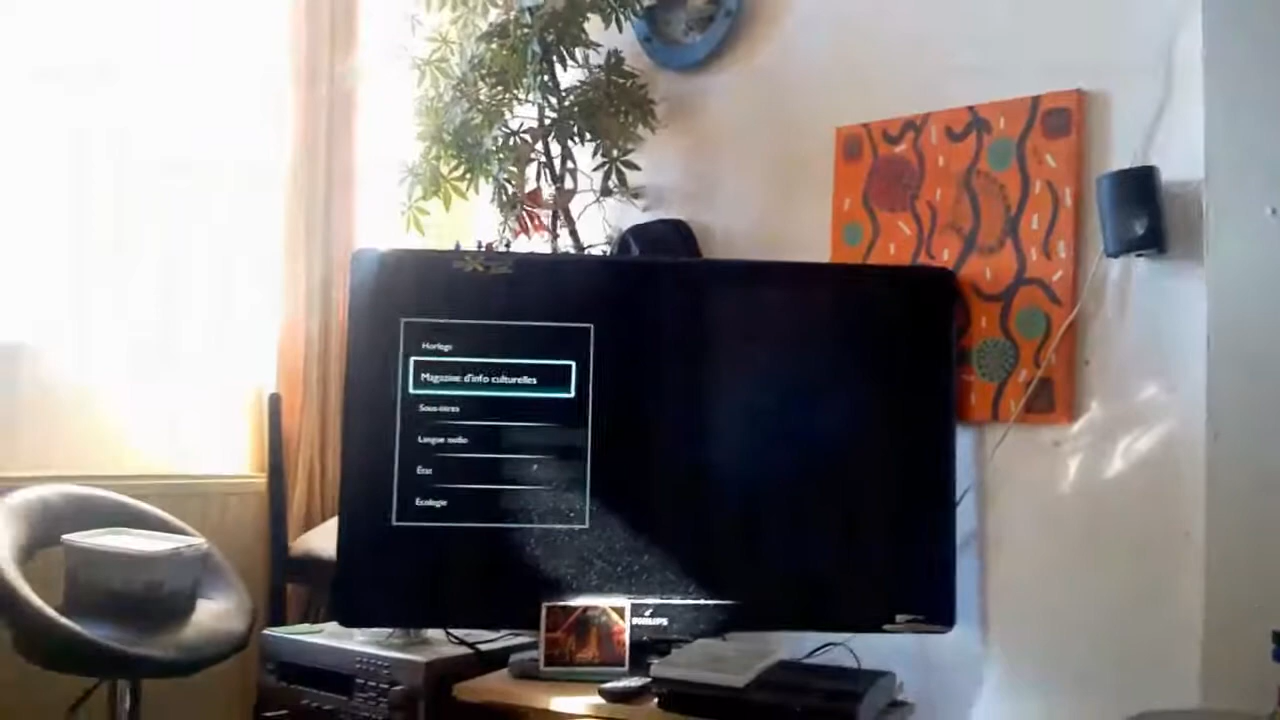 Horloge
Magazine d'info culturelles
Sous-titres
Langue audio
État
Écologie
PHILIPS